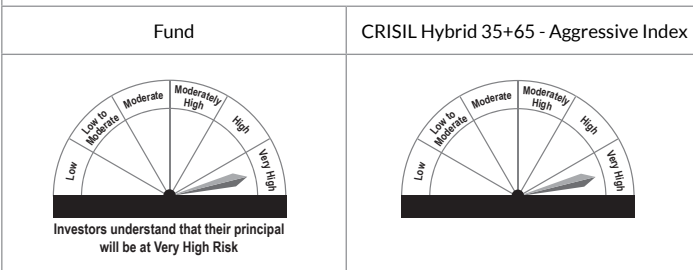 Fund
CRISIL Hybrid 35+65 - Aggressive Index
Low
Low to
Moderate
Moderate
Moderately
High
High
Very High
Investors understand that their principal
will be at Very High Risk
Low
Low to
Moderate
Moderate
Moderately
High
High
Very High